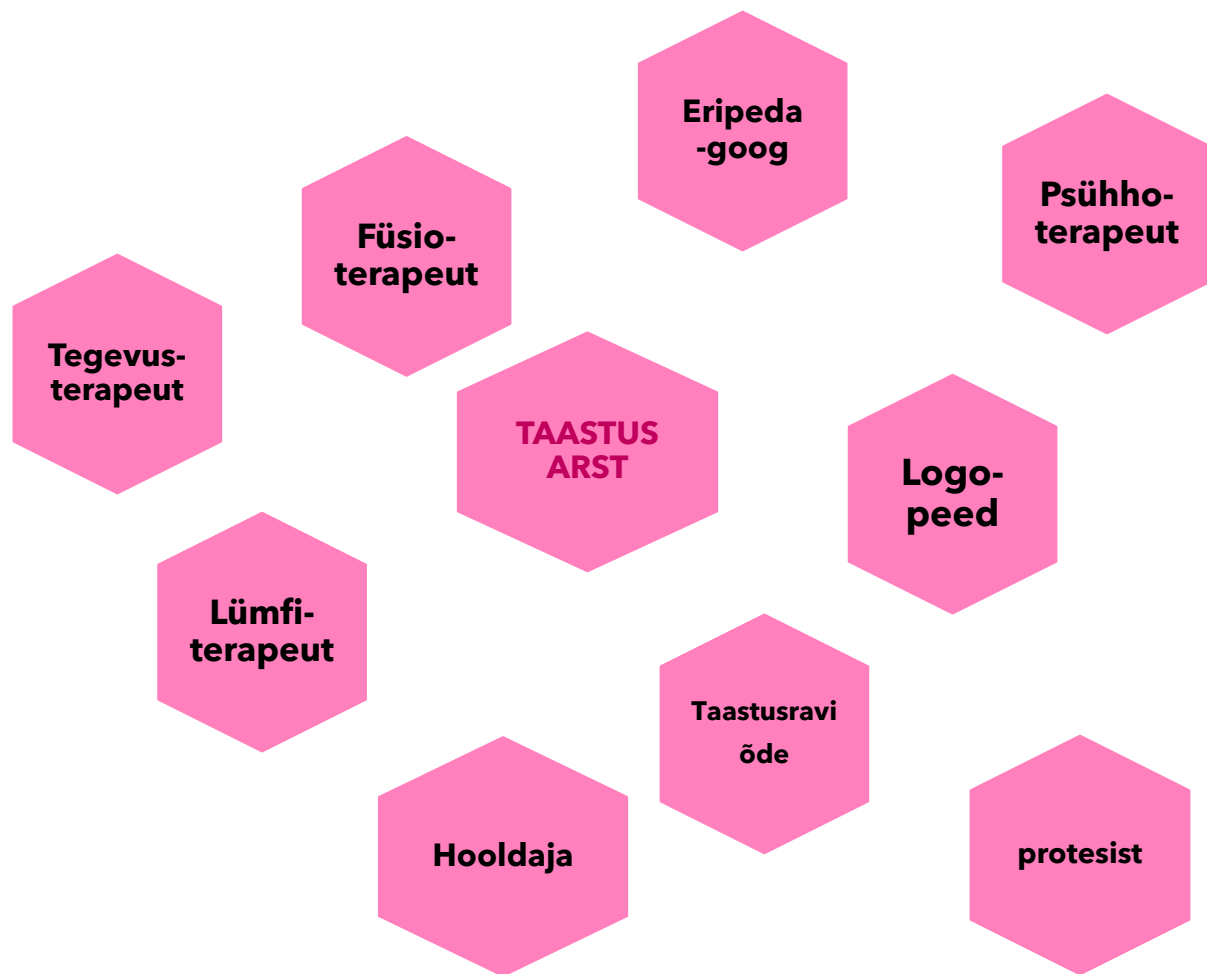 Eripeda
-goog
Psühho-
terapeut
Füsio-
terapeut
Tegevus-
terapeut
TAASTUS
ARST
Logo-
peed
Lümfi-
terapeut
Taastusravi
õde
Hooldaja
protesist